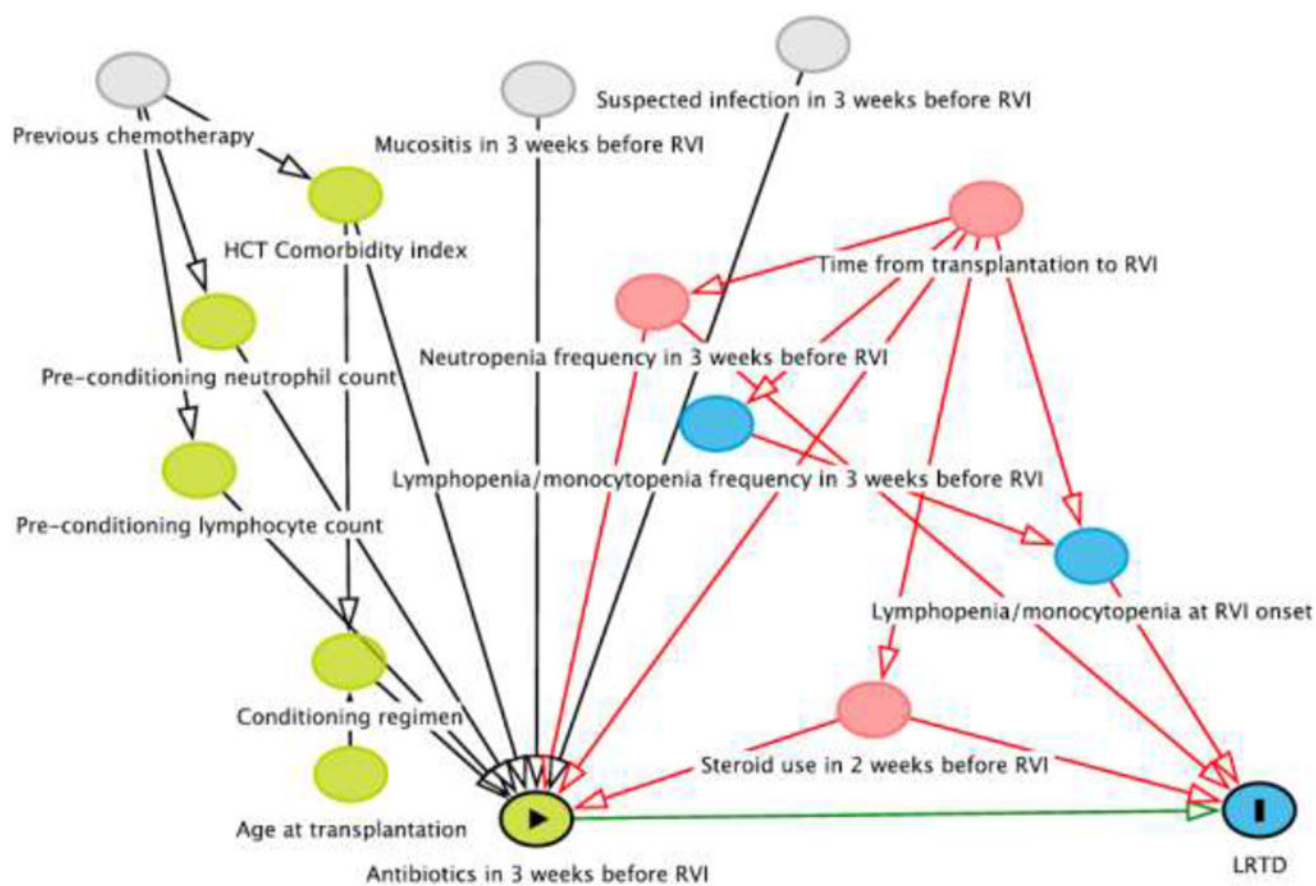 Suspected infection in 3 weeks before RVI
Previous chemotherapy
Mucositis in 3 weeks before RVI
HCT Comorbidity index
Time from transplantation to RVI
Neutropenia frequency in 3 weeks before RVI
Pre-conditioning neutrophil count
Lymphopenia/monocytopenia frequency in 3 weeks before RVI
Pre-conditioning lymphocyte count
Lymphopenia/monocytopenia at RVI onset
Conditioning regimen
Steroid use in 2 weeks before RVI
Age at transplantation
LRTD
Antibiotics in 3 weeks before RVI